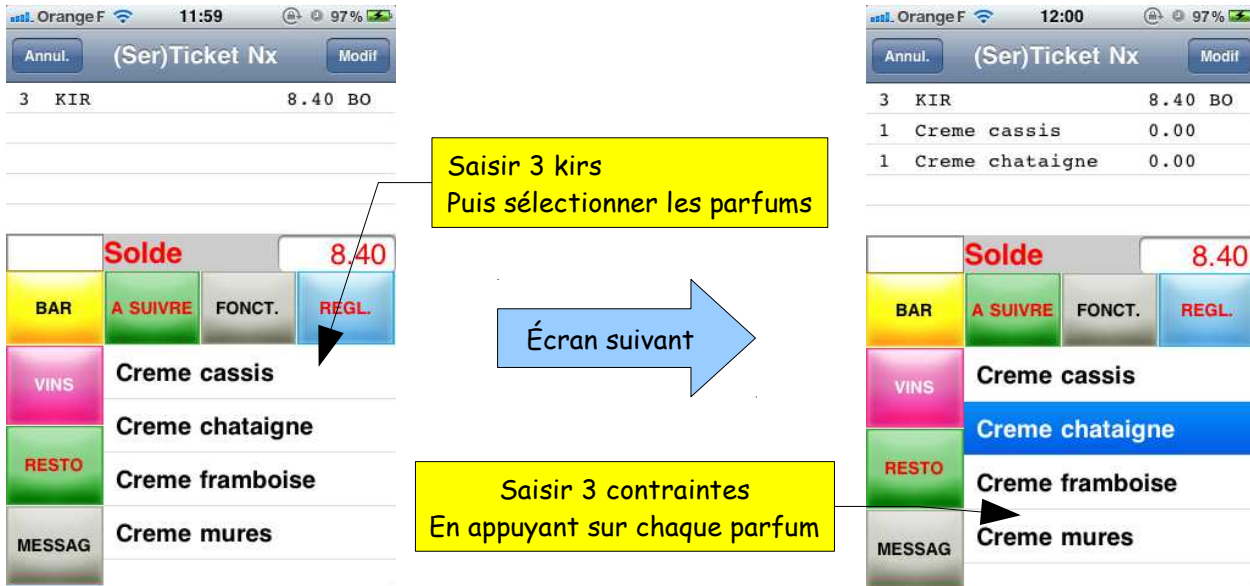 Orange F 11:59 97%
Annul. (Ser)Ticket Nx Modif
3 KIR 8.40 BO
Solde 8.40
BAR A SUIVRE FONCT. REGL.
VINS
RESTO
MESSAG
Creme cassis
Creme chataigne
Creme framboise
Creme mures
Saisir 3 kirs
Puis sélectionner les parfums
Écran suivant
Saisir 3 contraintes
En appuyant sur chaque parfum
Orange F 12:00 97%
Annul. (Ser)Ticket Nx Modif
3 KIR 8.40 BO
1 Creme cassis 0.00
1 Creme chataigne 0.00
Solde 8.40
BAR A SUIVRE FONCT. REGL.
VINS
RESTO
MESSAG
Creme cassis
Creme chataigne
Creme framboise
Creme mures